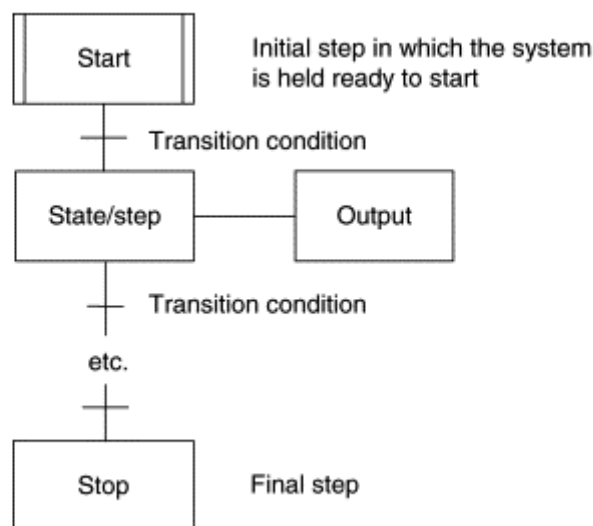 Start
Initial step in which the system
is held ready to start
Transition condition
State/step
Output
Transition condition
etc.
Stop
Final step